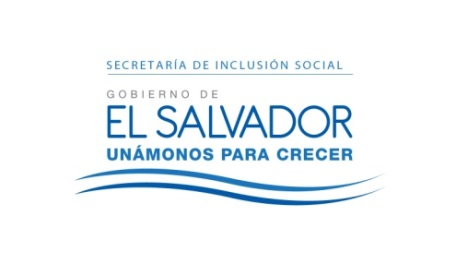 SECRETARÍA DE INCLUSIÓN SOCIAL
GOBIERNO DE
EL SALVADOR
UNÁMONOS PARA CRECER